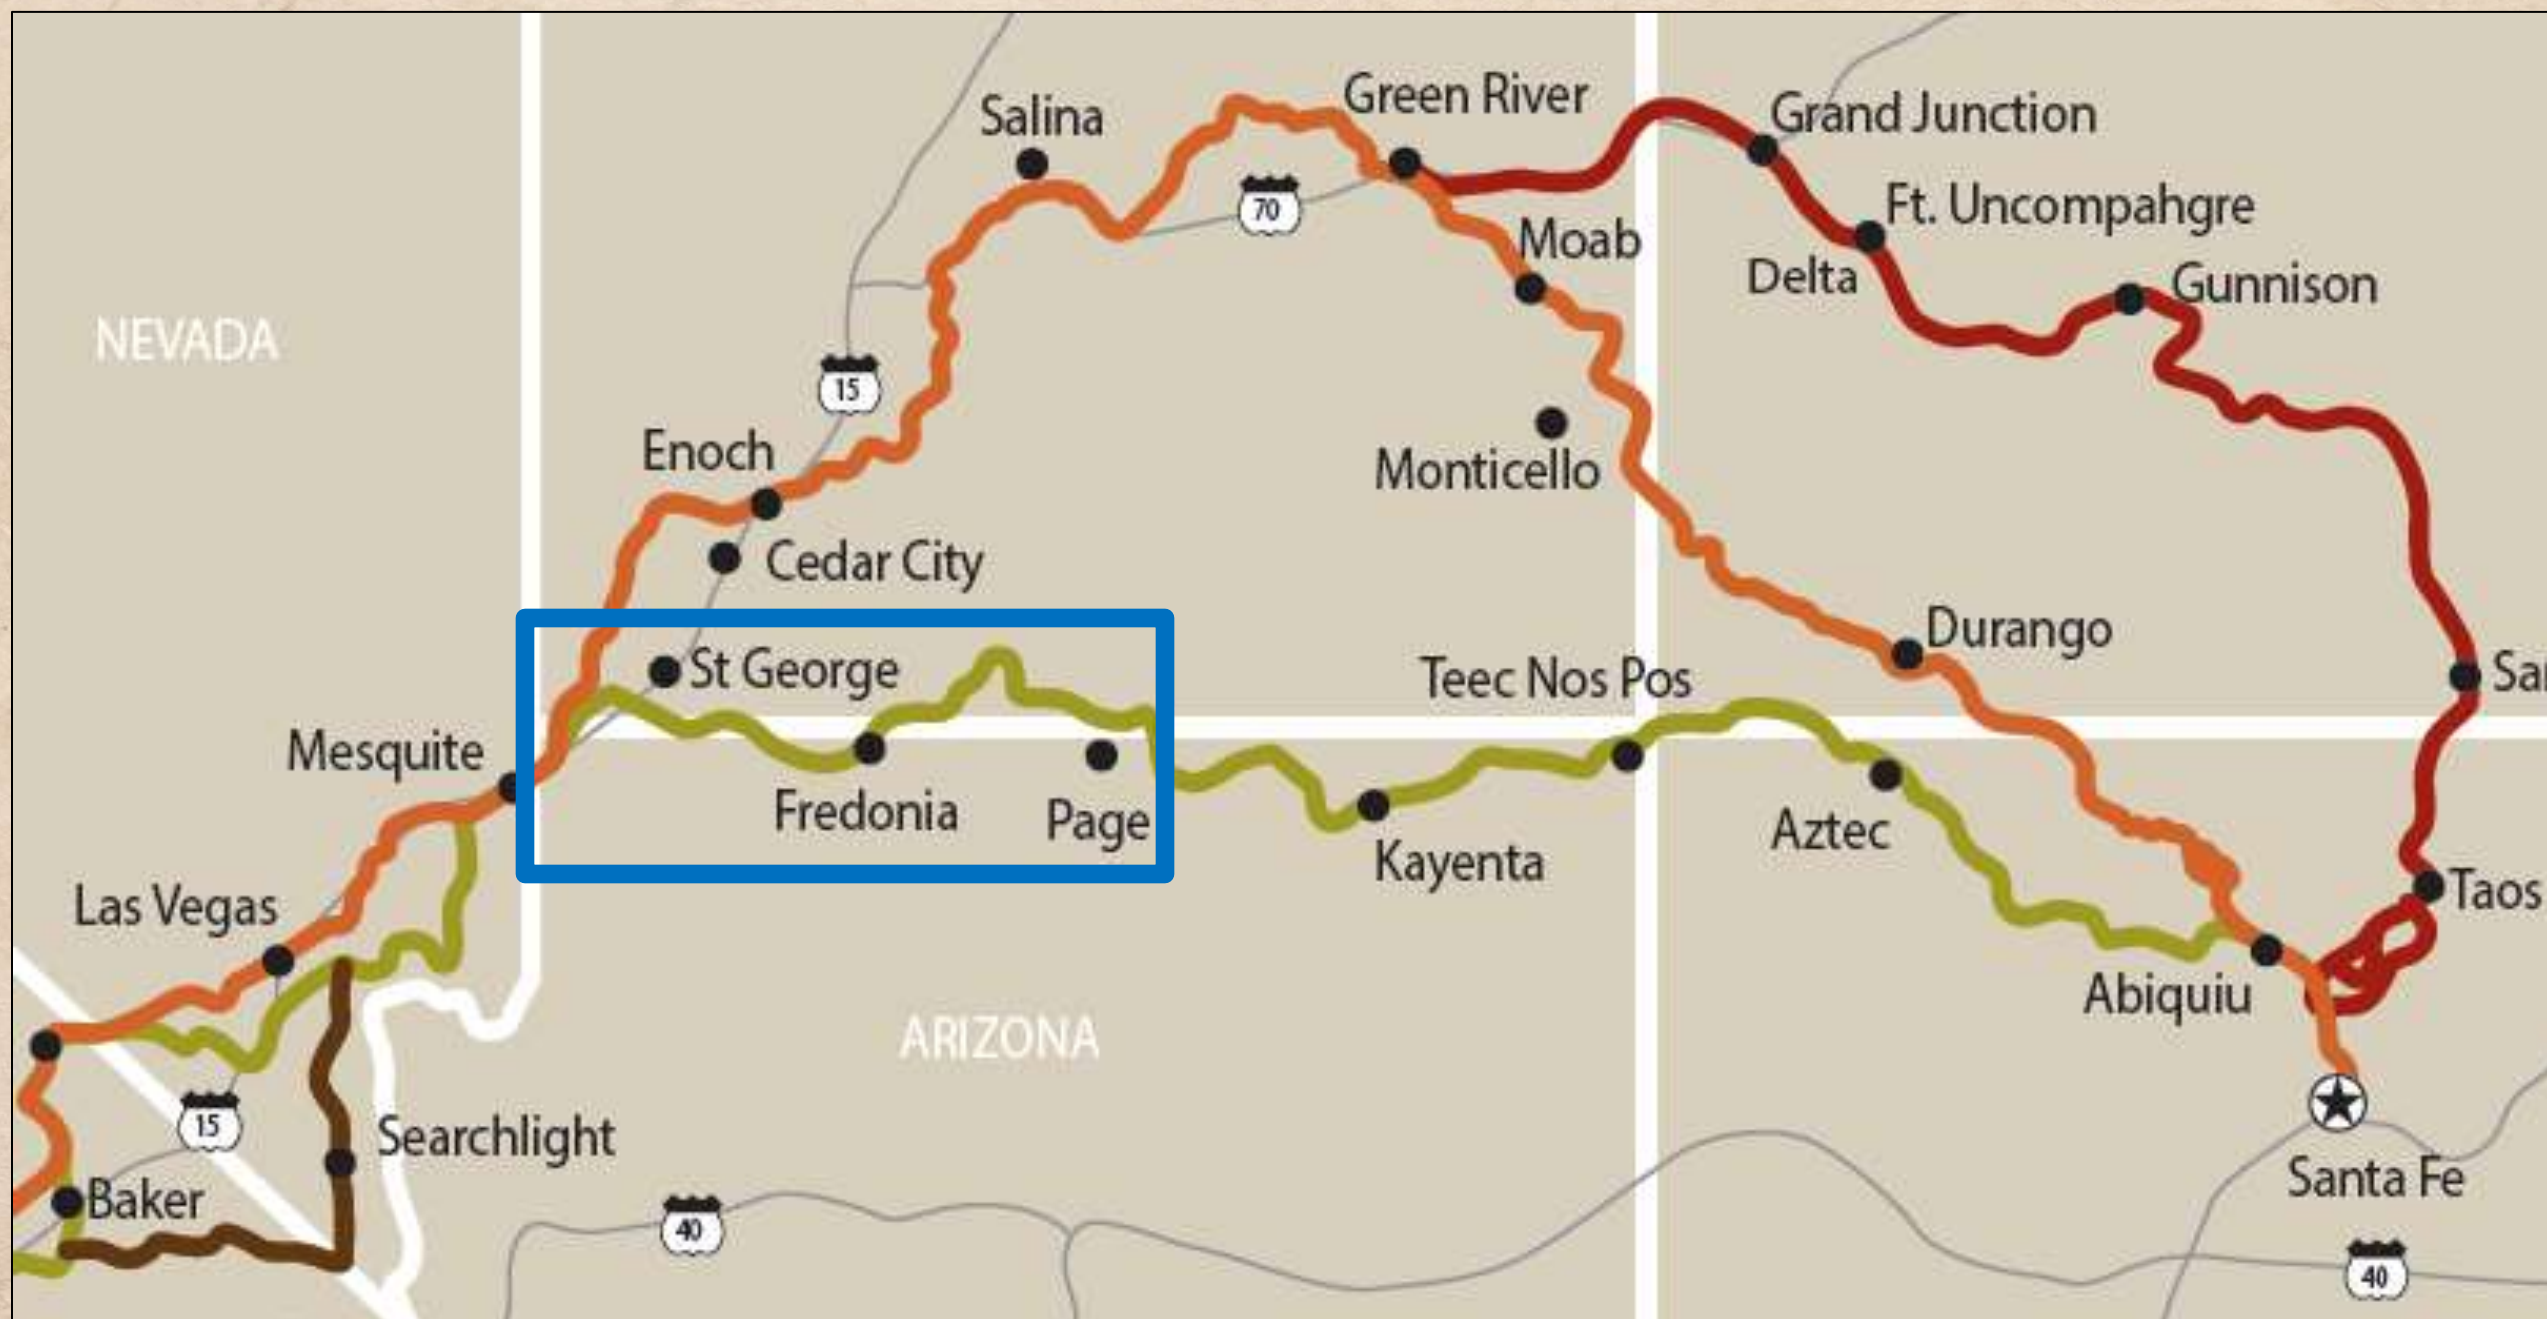 Green River
Salina
Grand Junction
70
Ft. Uncompahgre
Moab
Delta
Gunnison
NEVADA
15
Enoch
Monticello
Cedar City
St George
Durango
Teec Nos Pos
Sa
Mesquite
Fredonia
Page
Aztec
Kayenta
Las Vegas
Taos
Abiquiu
ARIZONA
15
Searchlight
Baker
Santa Fe
40
40